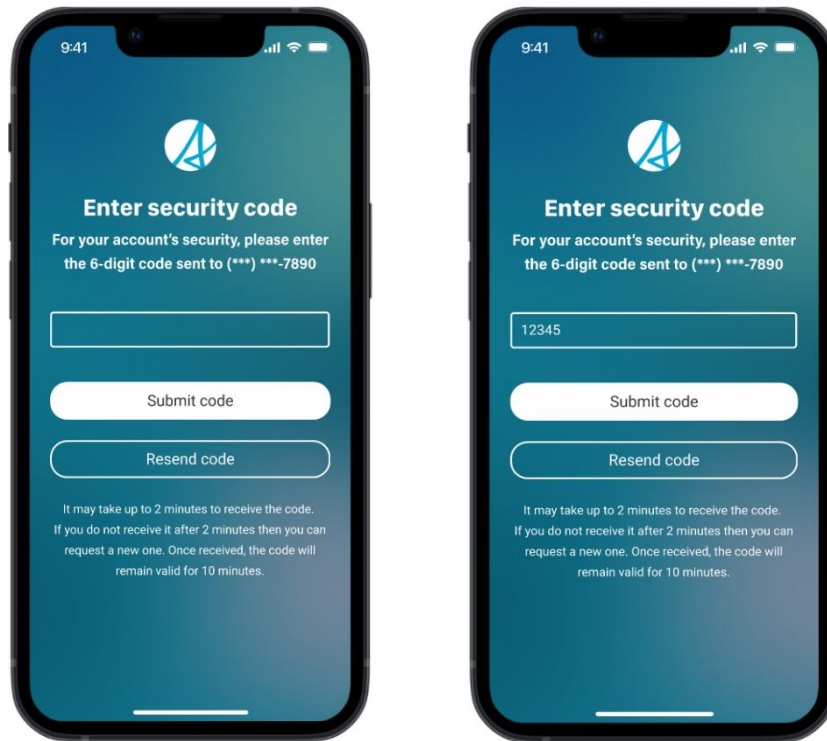 9:41
Enter security code
For your account's security, please enter
the 6-digit code sent to (***) ***-7890
Submit code
Resend code
It may take up to 2 minutes to receive the code.
If you do not receive it after 2 minutes then you can
request a new one. Once received, the code will
remain valid for 10 minutes.
9:41
Enter security code
For your account's security, please enter
the 6-digit code sent to (***) ***-7890
12345
Submit code
Resend code
It may take up to 2 minutes to receive the code.
If you do not receive it after 2 minutes then you can
request a new one. Once received, the code will
remain valid for 10 minutes.